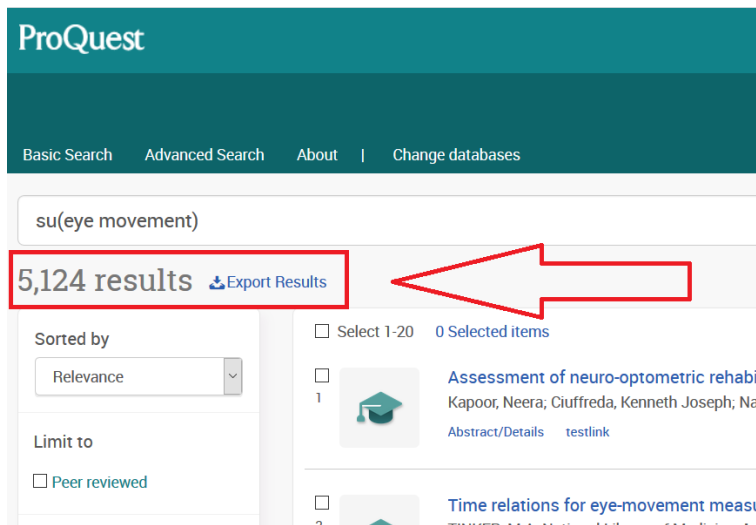 ProQuest
Basic Search Advanced Search About | Change databases
su(eye movement)
5,124 results Export Results
Sorted by
Relevance
Limit to
Peer reviewed
Select 1-20 0 Selected items
1
Assessment of neuro-optometric
Kapoor, Neera; Ciuffreda, Kenneth Joseph;
Abstract/Details testlink
Time relations for eye-movement